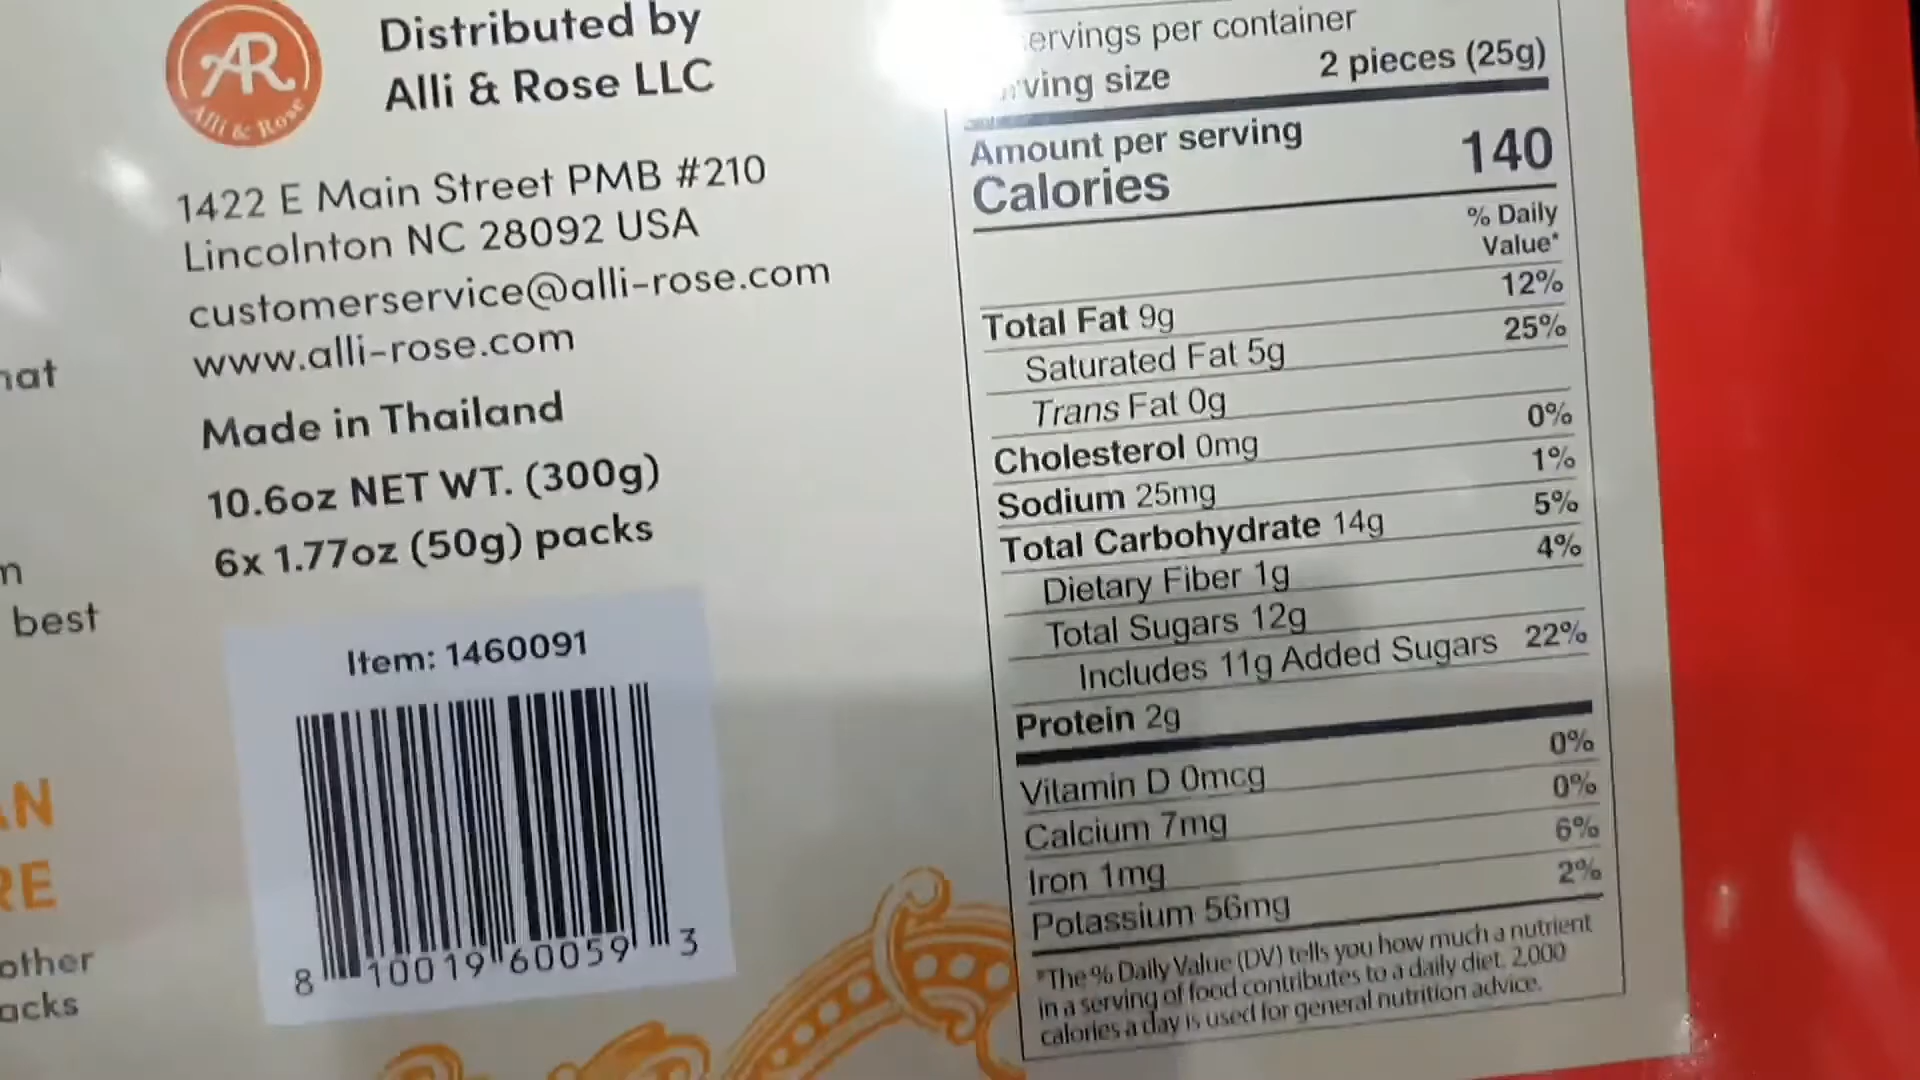 AR
Alli & Rose
Distributed by
Alli & Rose LLC
1422 E Main Street PMB #210
Lincolnton NC 28092 USA
customerservice@alli-rose.com
www.alli-rose.com
Made in Thailand
10.6oz NET WT. (300g)
6x 1.77oz (50g) packs
Item: 1460091
8 10019 60059 3
best
other
per container
size 2 pieces (25g)
Amount per serving
Calories 140
% Daily
Value*
Total Fat 9g 12%
Saturated Fat 5g 25%
Trans Fat 0g
Cholesterol 0mg 0%
Sodium 25mg 1%
Total Carbohydrate 14g 5%
Dietary Fiber 1g 4%
Total Sugars 12g
Includes 11g Added Sugars 22%
Protein 2g
Vitamin D 0mcg 0%
Calcium 7mg 0%
Iron 1mg 6%
Potassium 56mg 2%
*The % Daily Value (DV) tells you how much a nutrient
in a serving of food contributes to a daily diet. 2,000
calories a day is used for general nutrition advice.